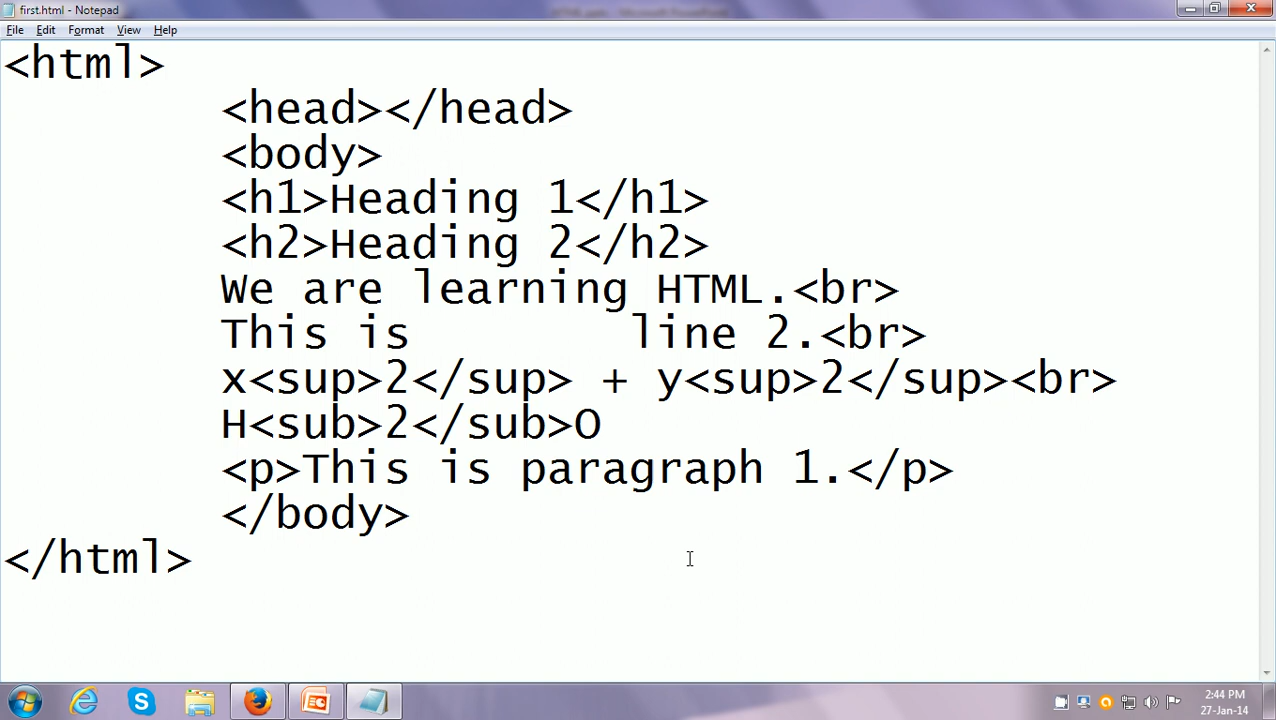 first.html - Notepad
File Edit Format View Help
<html>
<head></head>
<body>
<h1>Heading 1</h1>
<h2>Heading 2</h2>
We are learning HTML.<br>
This is        line 2.<br>
x<sup>2</sup> + y<sup>2</sup><br>
H<sub>2</sub>O
<p>This is paragraph 1.</p>
</body>
</html>
2:44 PM
27-Jan-14